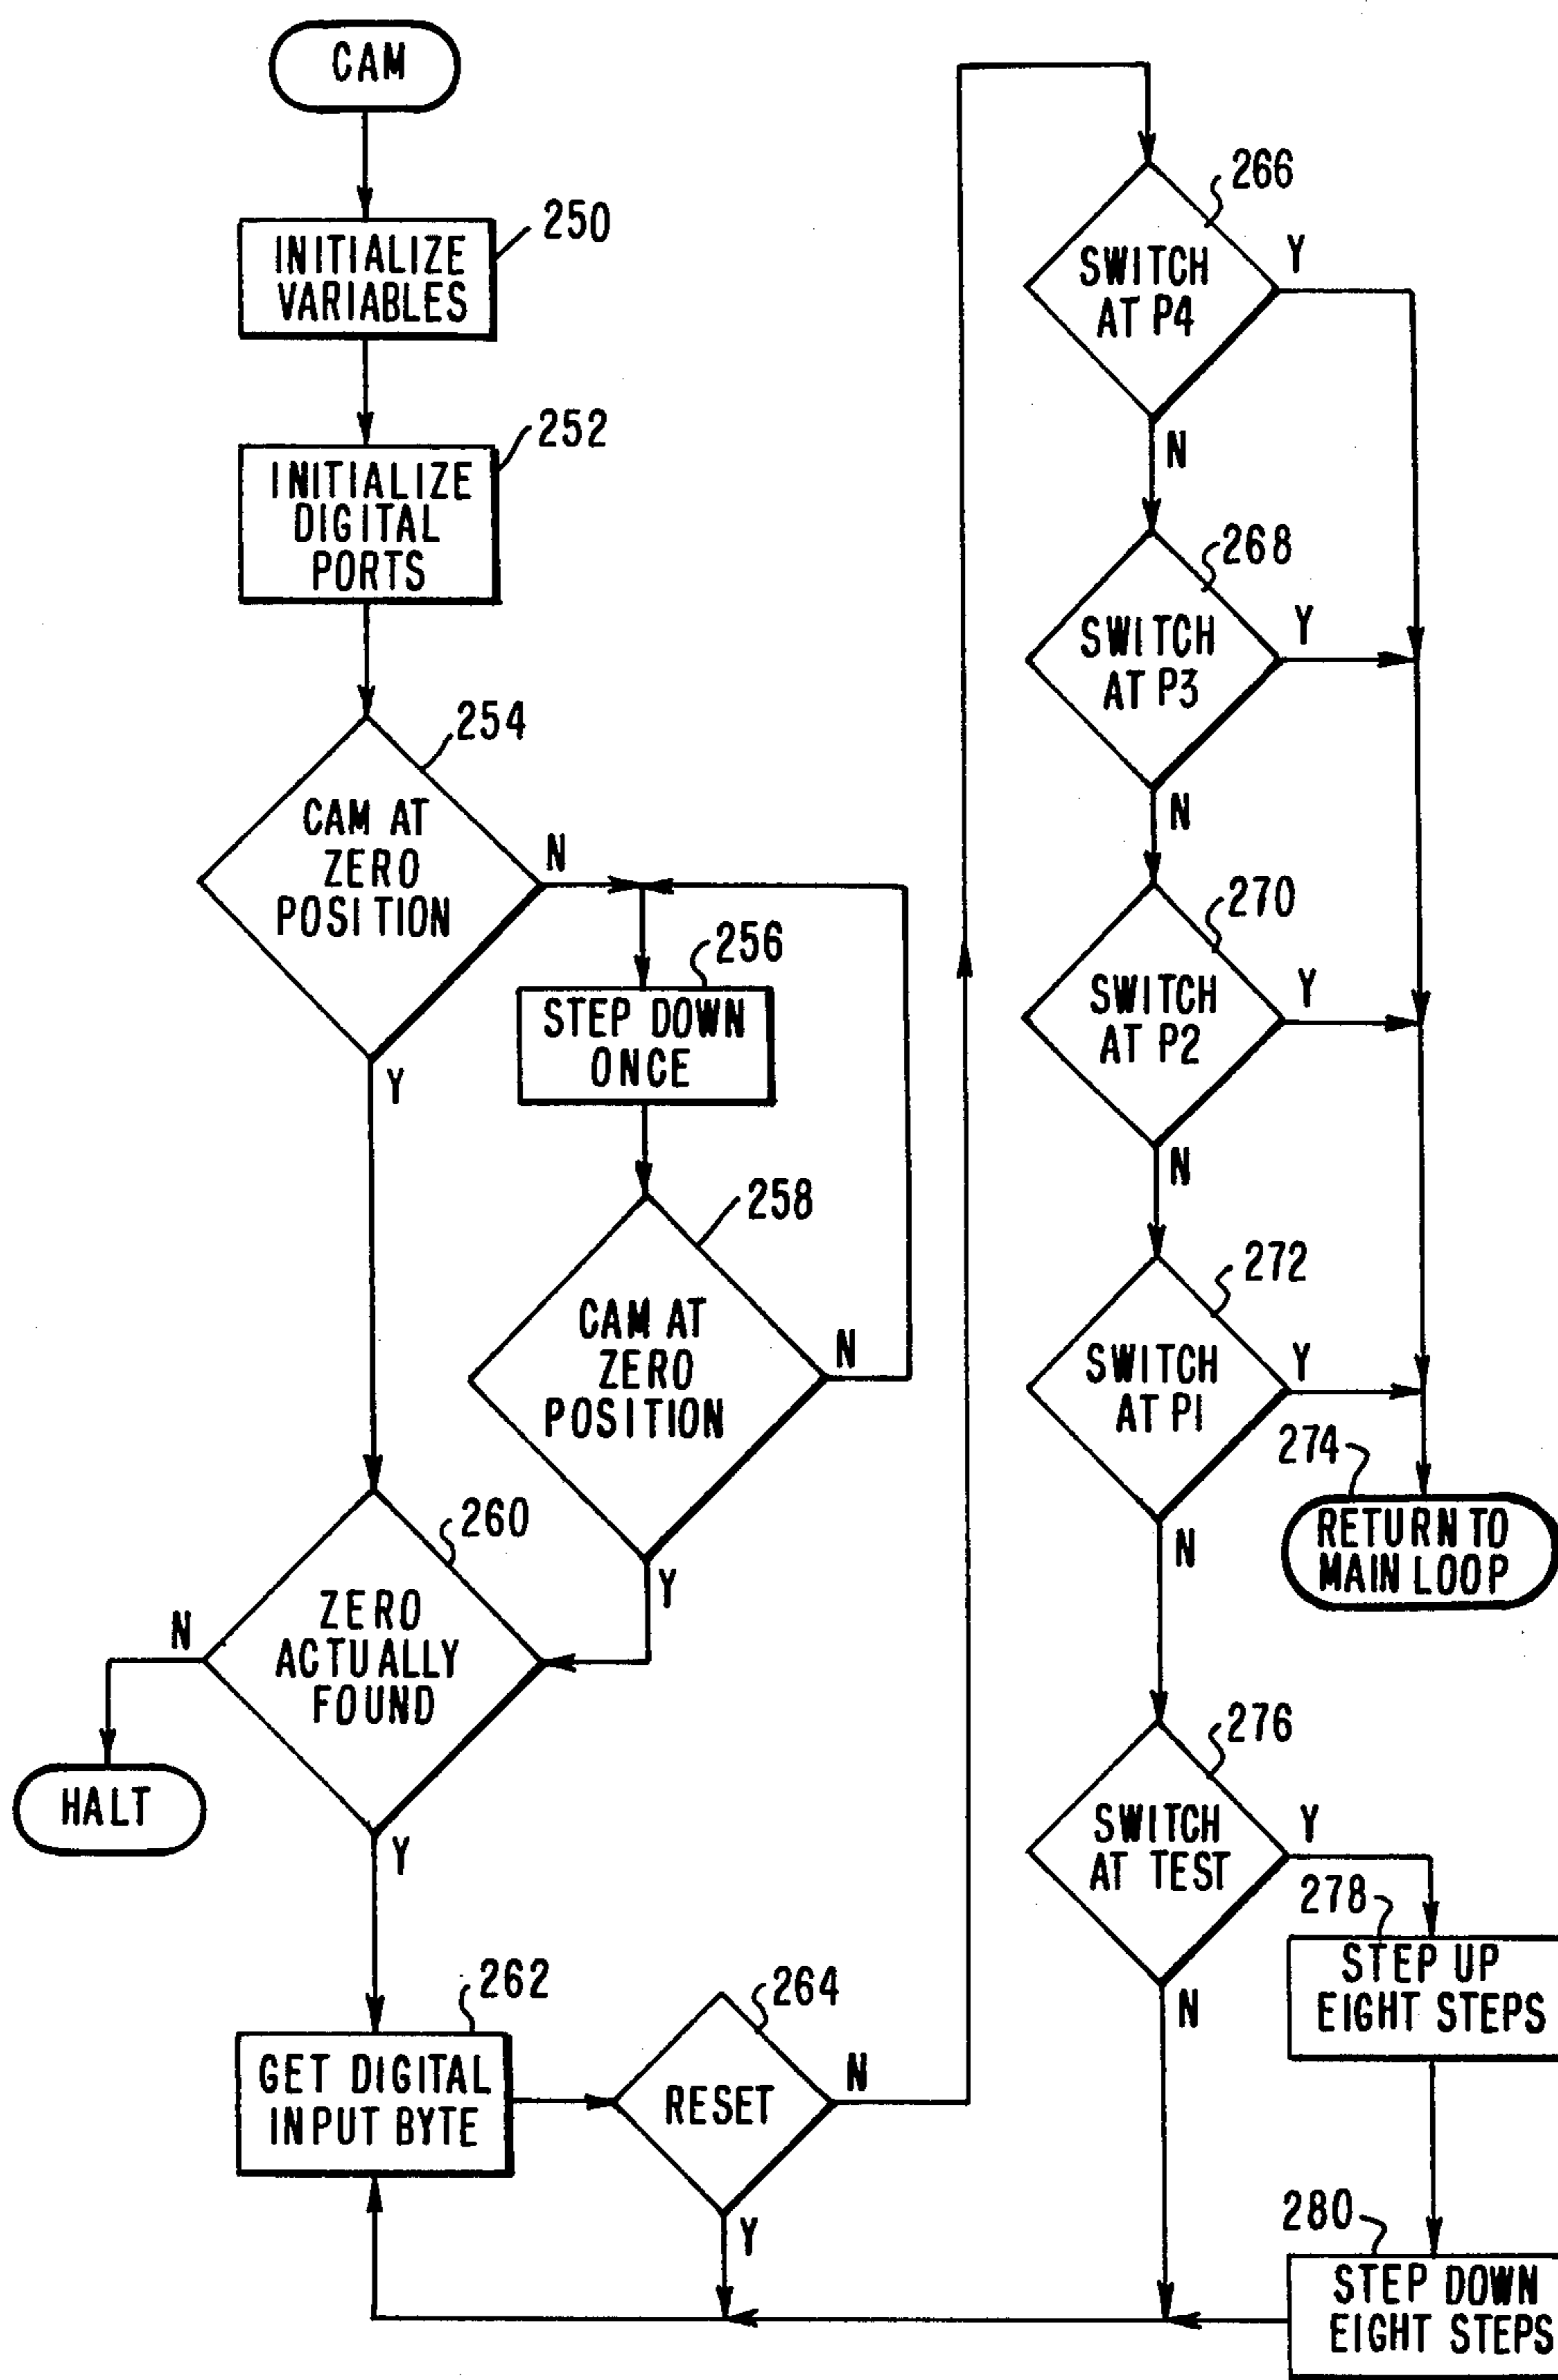 CAM
250
INITIALIZE
VARIABLES
252
INITIALIZE
DIGITAL
PORTS
254
CAM AT
ZERO
POSITION
N
Y
256
STEP DOWN
ONCE
258
CAM AT
ZERO
POSITION
N
Y
260
ZERO
ACTUALLY
FOUND
N
HALT
Y
262
GET DIGITAL
INPUT BYTE
264
RESET
N
Y
266
SWITCH
AT P4
Y
N
268
SWITCH
AT P3
Y
N
270
SWITCH
AT P2
Y
N
272
SWITCH
AT P1
Y
N
274
RETURN TO
MAIN LOOP
276
SWITCH
AT TEST
Y
N
278
STEP UP
EIGHT STEPS
280
STEP DOWN
EIGHT STEPS